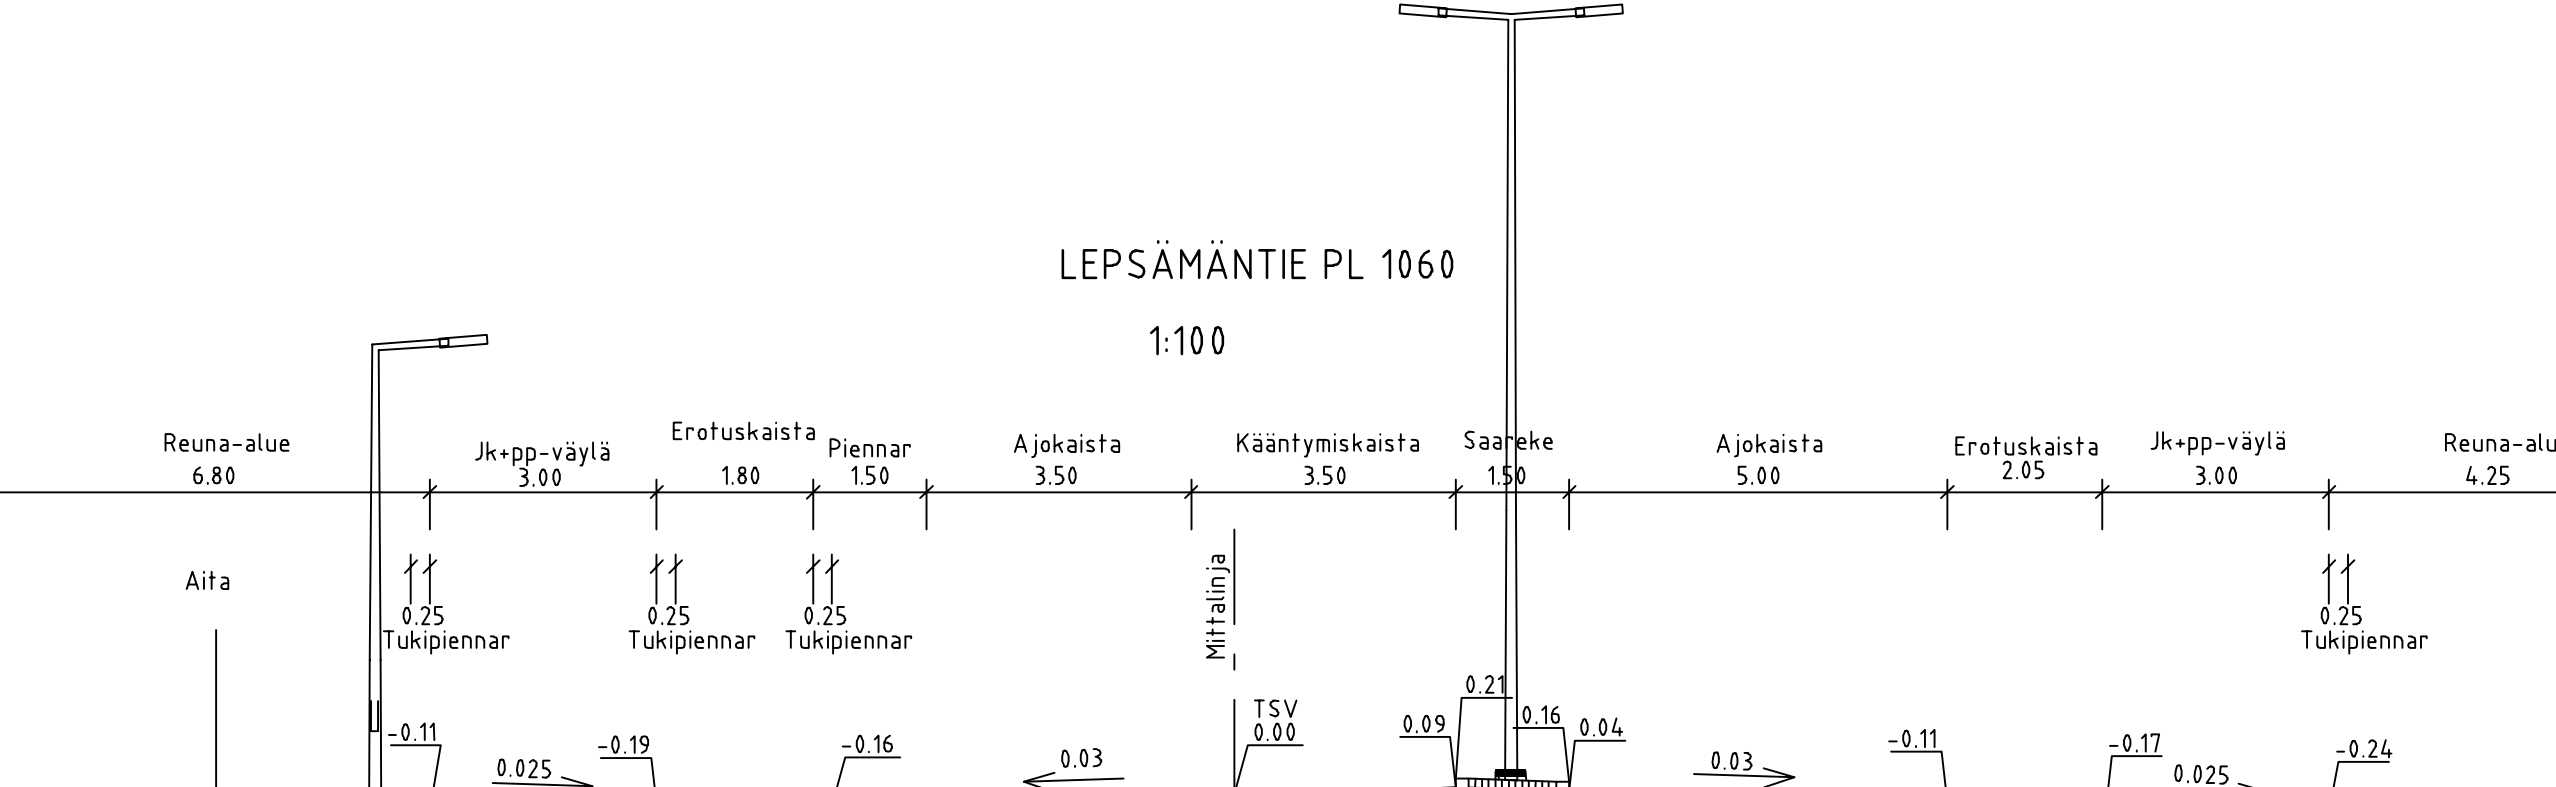 LEPSÄMÄNTIE PL 1060
1:100
Reuna-alue
6.80
Jk+pp-väylä
3.00
Erotuskaista
1.80
Piennar
1.50
Ajokaista
3.50
Kääntymiskaista
3.50
Saareke
1.50
Ajokaista
5.00
Erotuskaista
2.05
Jk+pp-väylä
3.00
Reuna-alu
4.25
Aita
0.25
Tukipiennar
0.25
Tukipiennar
0.25
Tukipiennar
Mittalinja
0.25
Tukipiennar
-0.11
0.025
-0.19
-0.16
0.03
TSV
0.00
0.09
0.21
0.16
0.04
0.03
-0.11
-0.17
0.025
-0.24